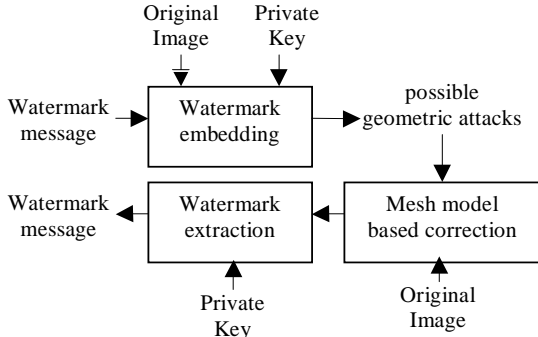 Original
Image
Private
Key
Watermark
message
Watermark
embedding
possible
geometric attacks
Watermark
message
Watermark
extraction
Mesh model
based correction
Private
Key
Original
Image